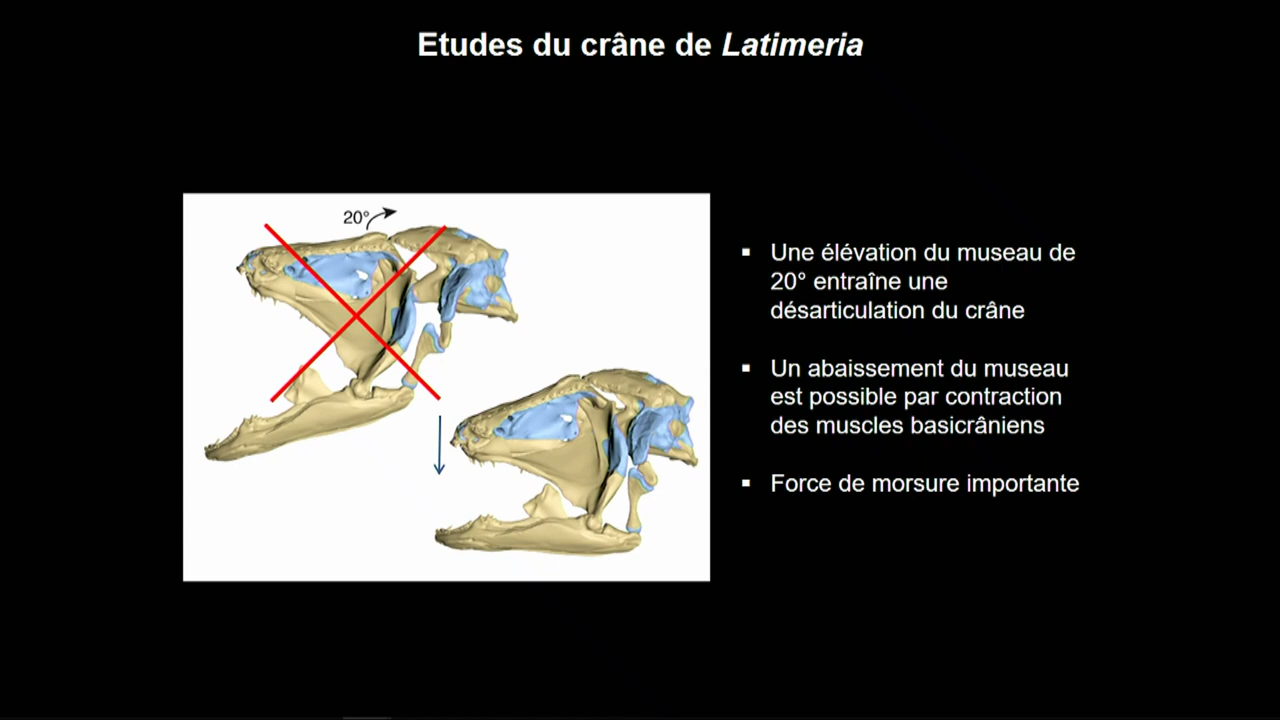 Etudes du crâne de Latimeria
20°
▪ Une élévation du museau de
20° entraîne une
désarticulation du crâne
▪ Un abaissement du museau
est possible par contraction
des muscles basicrâniens
▪ Force de morsure importante